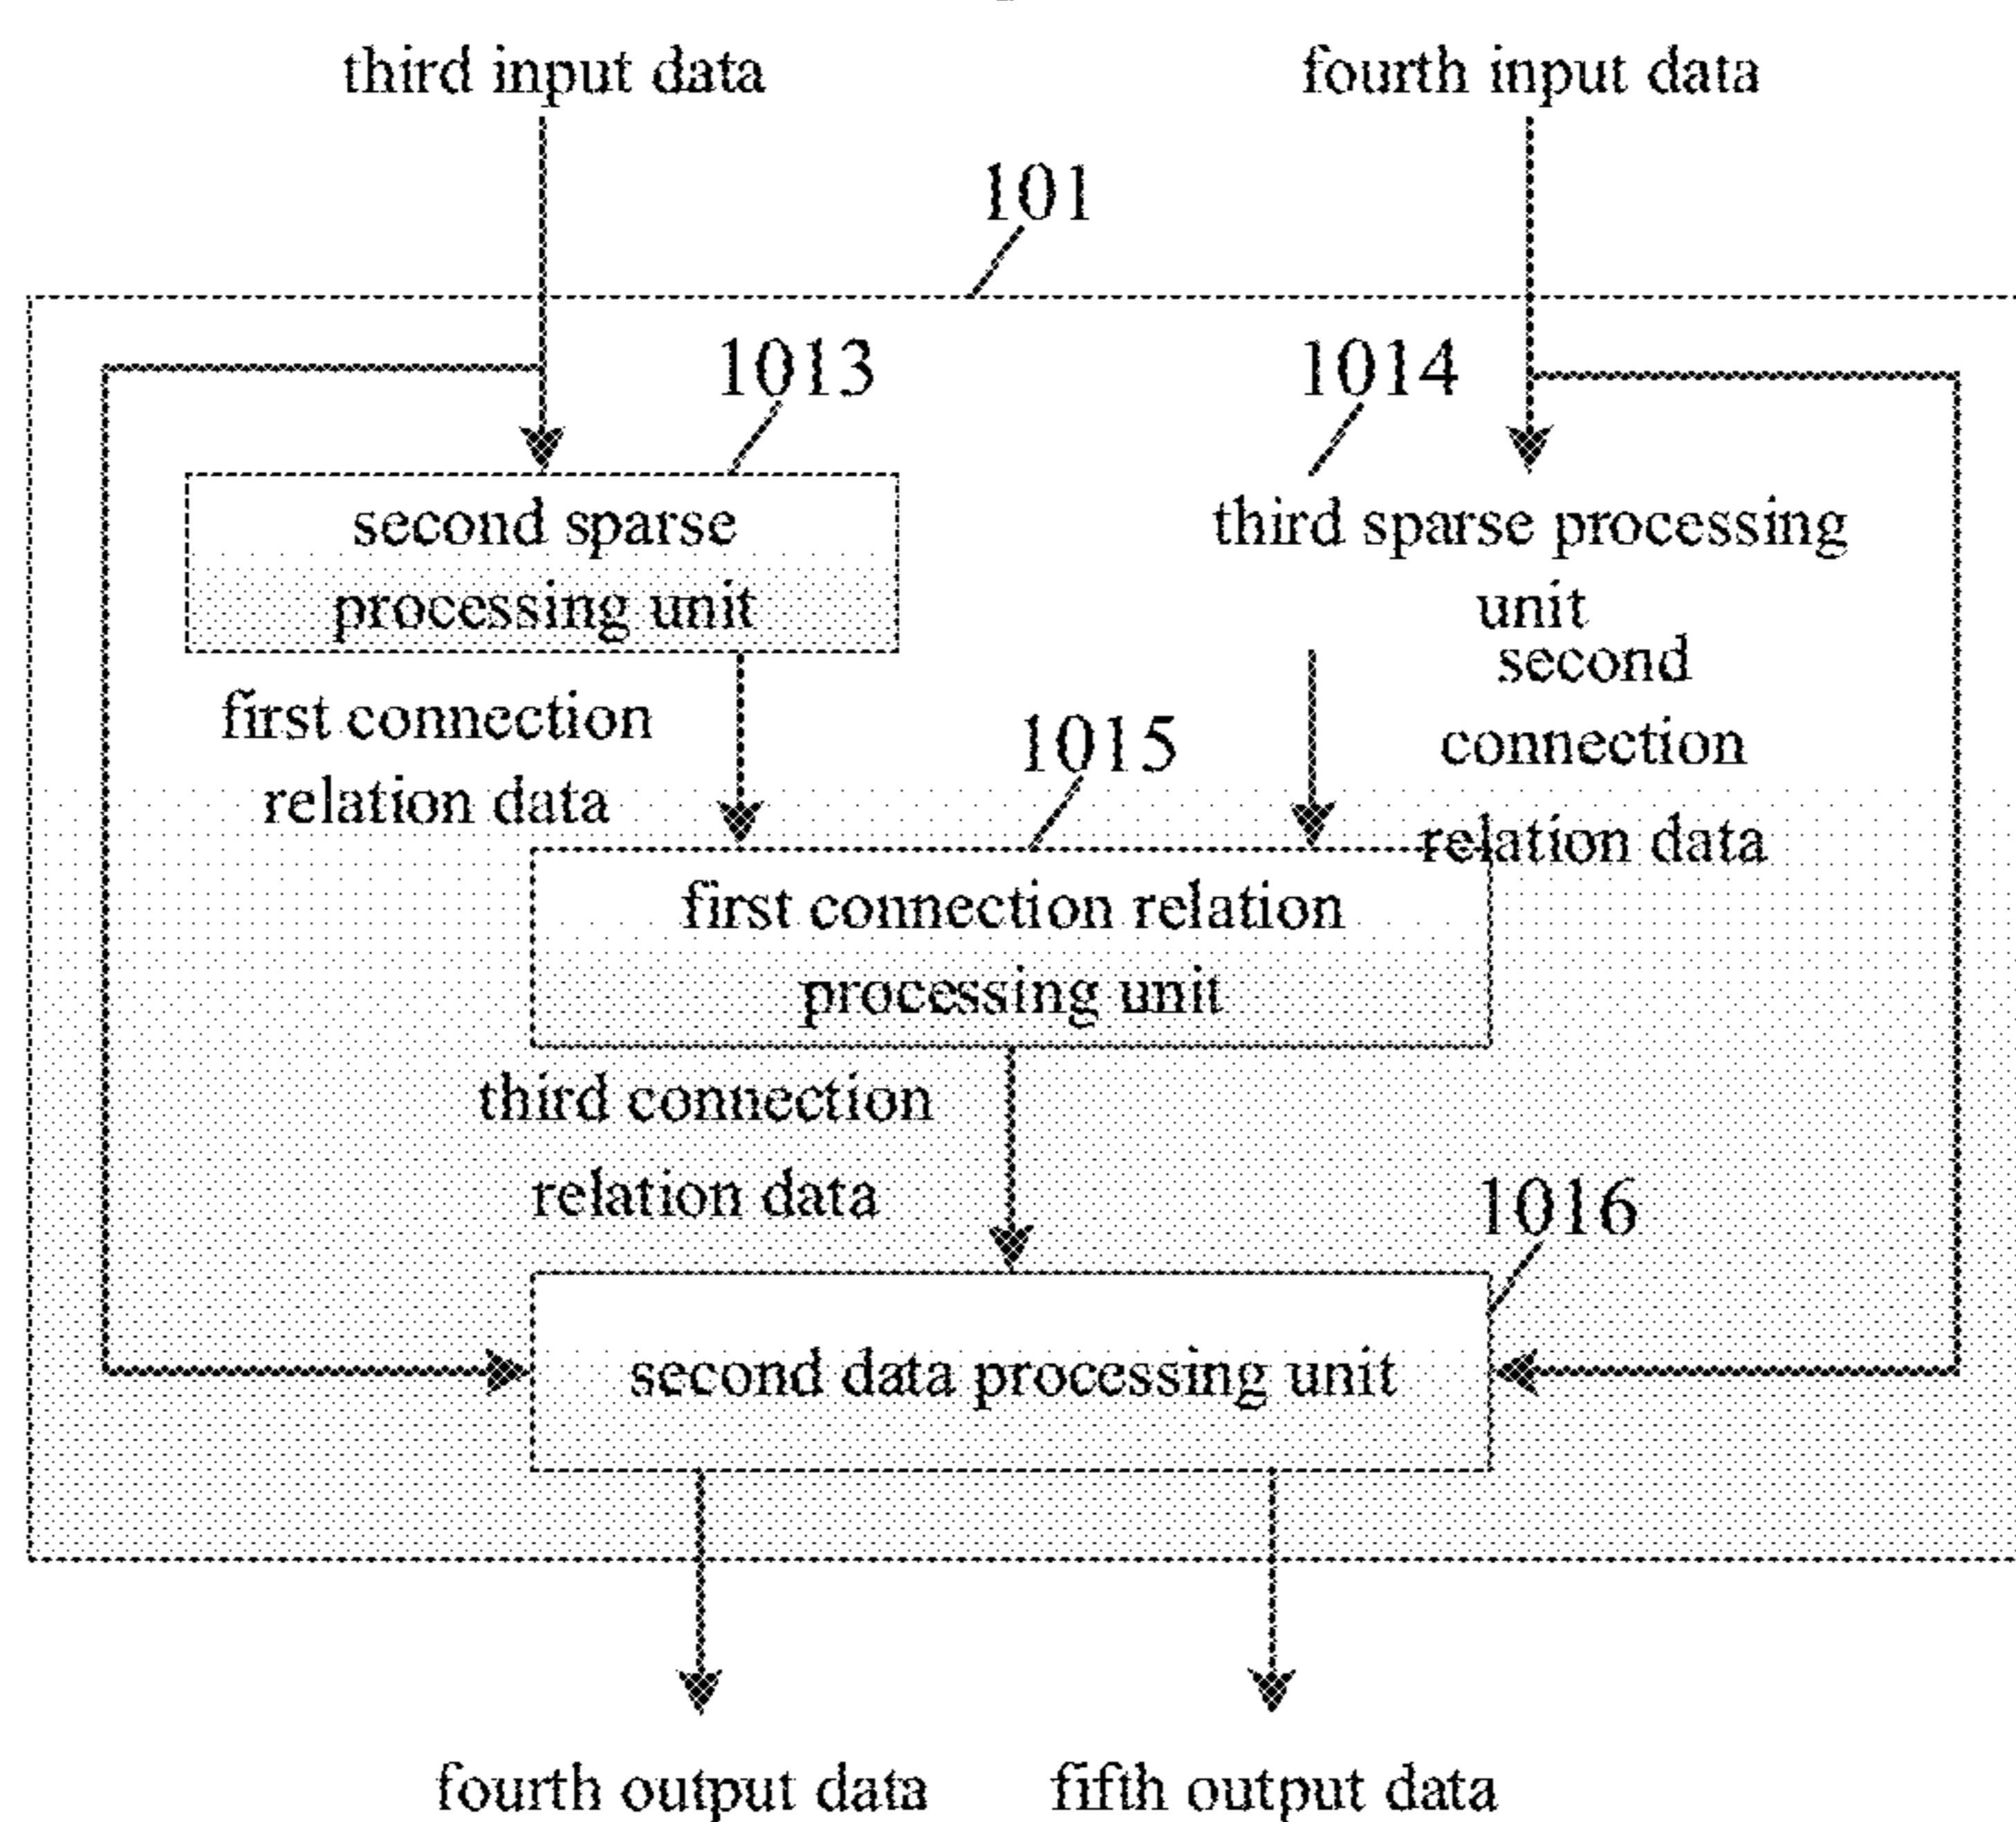 third input data
fourth input data
101
1013
1014
second sparse
processing unit
third sparse processing
unit
first connection
relation data
second
connection
relation data
1015
first connection relation
processing unit
third connection
relation data
1016
second data processing unit
fourth output data
fifth output data